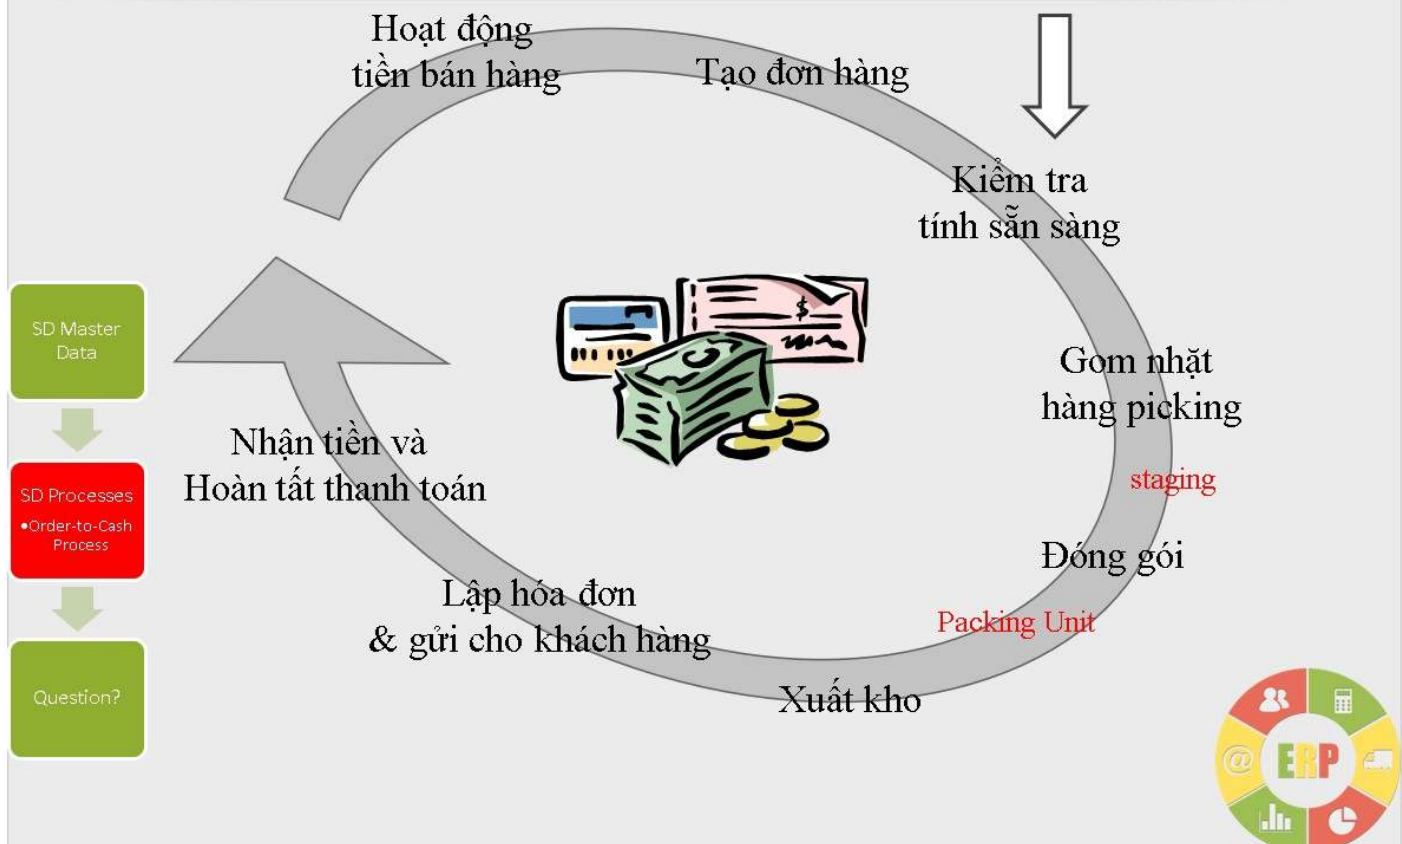 Hoạt động
tiền bán hàng
Tạo đơn hàng
Kiểm tra
tính sẵn sàng
Gom nhặt
hàng picking
staging
Đóng gói
Packing Unit
Xuất kho
Lập hóa đơn
& gửi cho khách hàng
Nhận tiền và
Hoàn tất thanh toán
SD Master
Data
SD Processes
•Order-to-Cash
Process
Question?
$
@
ERP